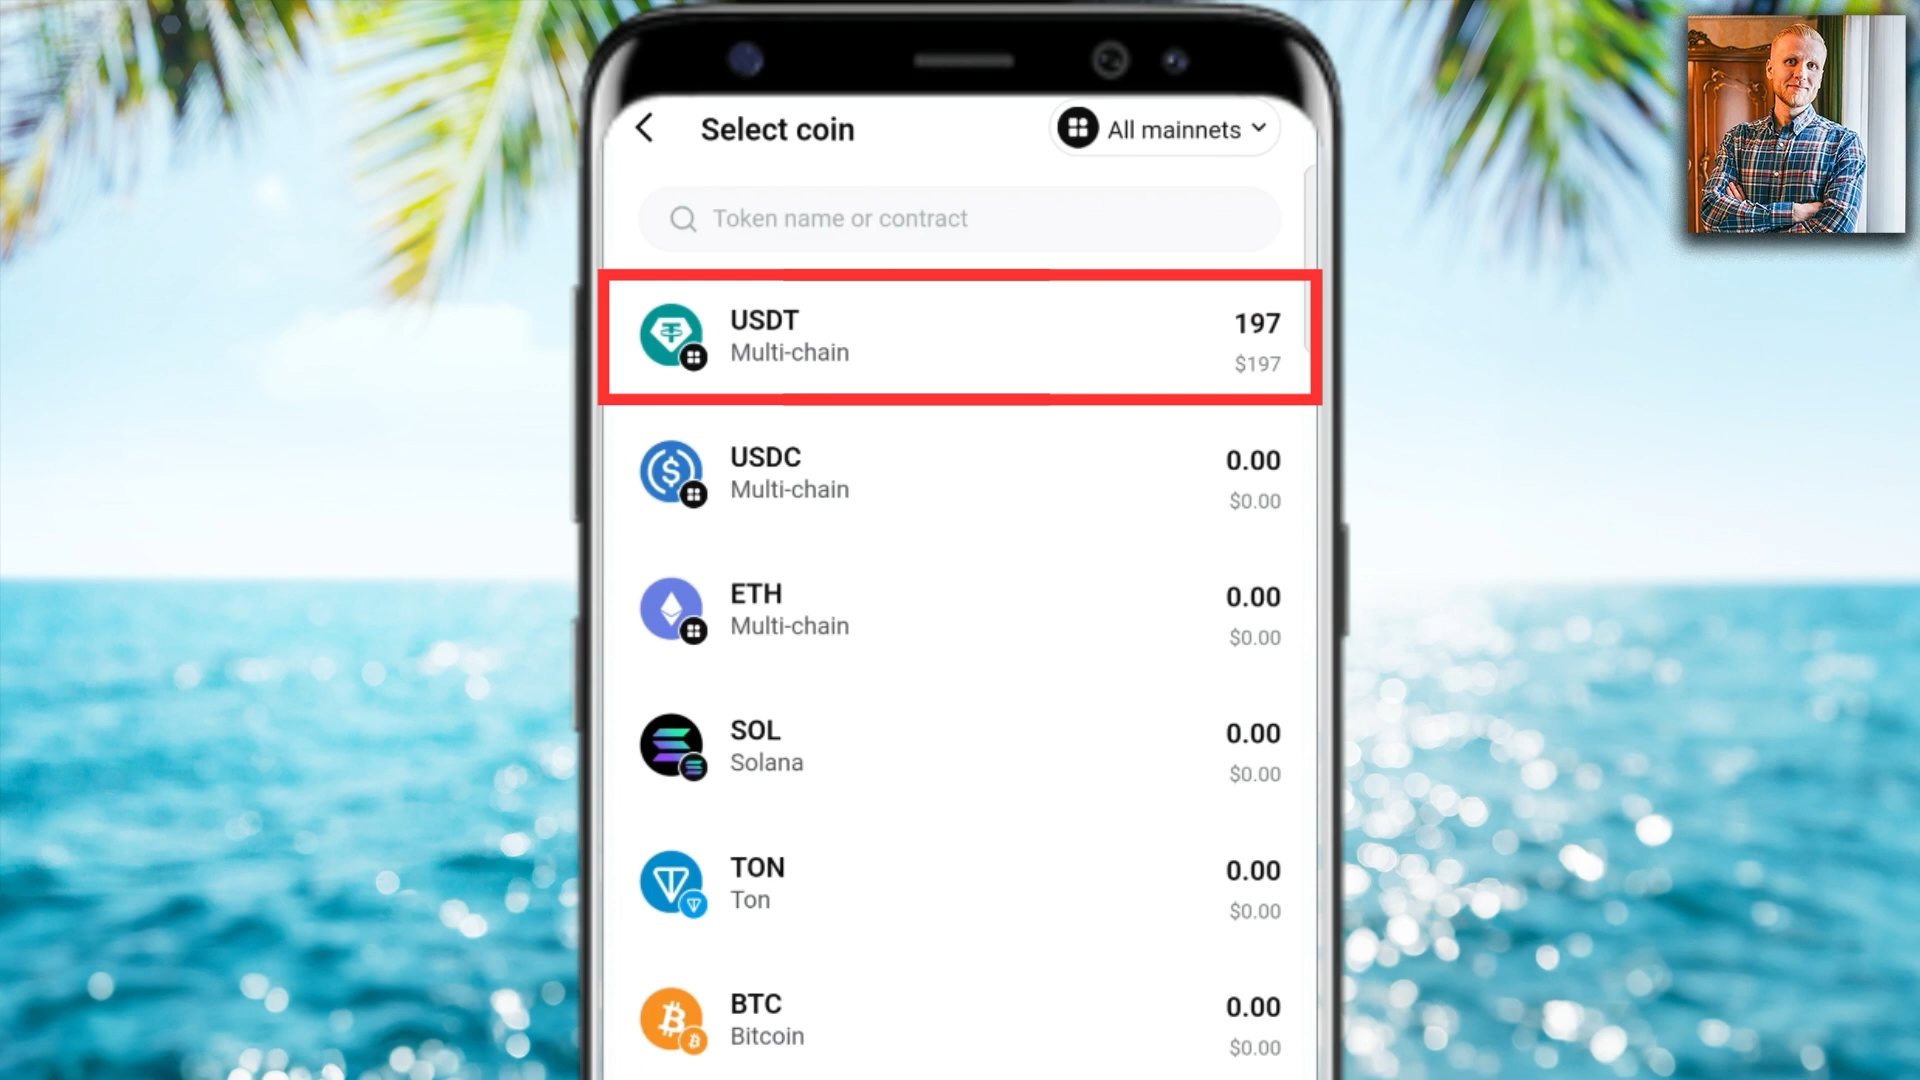 Select coin
All mainnets
Token name or contract
USDT
197
Multi-chain
$197
USDC
0.00
Multi-chain
$0.00
ETH
0.00
Multi-chain
$0.00
SOL
0.00
Solana
$0.00
TON
0.00
Ton
$0.00
BTC
0.00
Bitcoin
$0.00